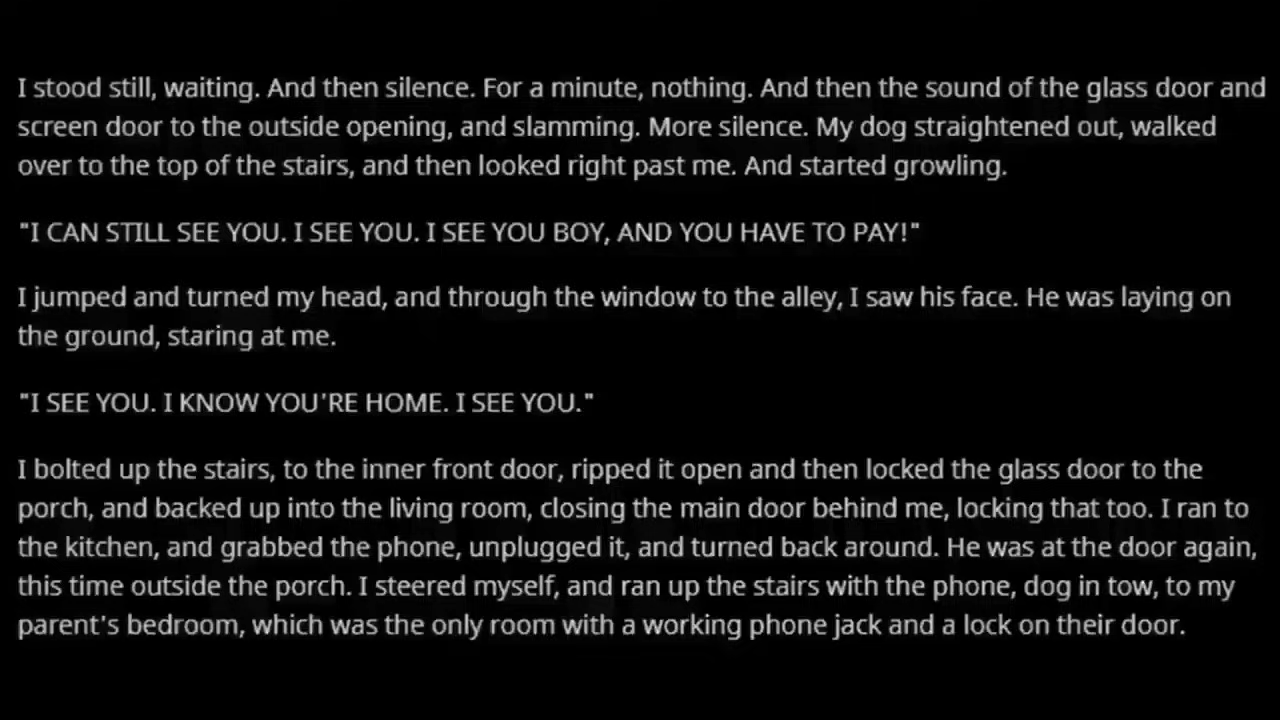 I stood still, waiting. And then silence. For a minute, nothing. And then the sound of the glass door and
screen door to the outside opening, and slamming. More silence. My dog straightened out, walked
over to the top of the stairs, and then looked right past me. And started growling.
"I CAN STILL SEE YOU. I SEE YOU. I SEE YOU BOY, AND YOU HAVE TO PAY!"
I jumped and turned my head, and through the window to the alley, I saw his face. He was laying on
the ground, staring at me.
"I SEE YOU. I KNOW YOU'RE HOME. I SEE YOU."
I bolted up the stairs, to the inner front door, ripped it open and then locked the glass door to the
porch, and backed up into the living room, closing the main door behind me, locking that too. I ran to
the kitchen, and grabbed the phone, unplugged it, and turned back around. He was at the door again,
this time outside the porch. I steered myself, and ran up the stairs with the phone, dog in tow, to my
parent's bedroom, which was the only room with a working phone jack and a lock on their door.